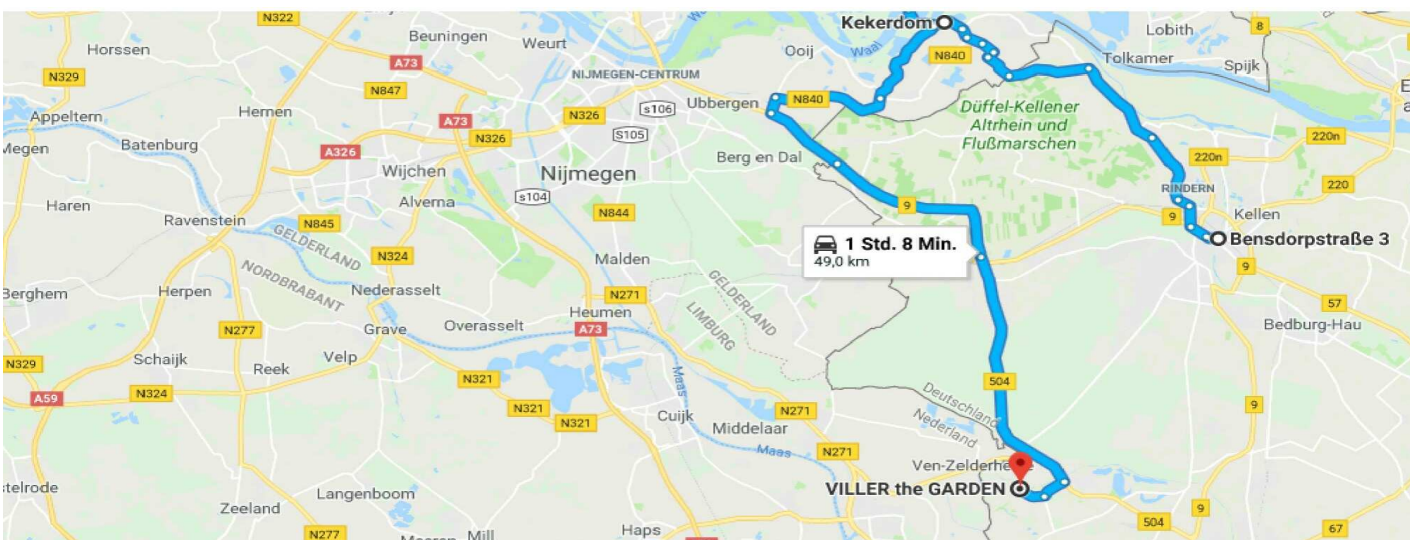 N322
Kekerdom
Lobith
8
Beuningen
Weurt
Ooij
Waal
Horssen
A73
N840
Tolkamer
Spijk
N329
NIJMEGEN-CENTRUM
N847
Hernen
Ubbergen
N840
Düffel-Kellener
Altrhein und
Flußmarschen
s106
Appeltern
A73
N326
N326
S105
220n
Megen
Batenburg
A326
Berg en Dal
220n
Wijchen
Nijmegen
220
s104
RINDERN
Haren
Alverna
9
N845
N844
9
Kellen
Ravenstein
GELDERLAND
1 Std. 8 Min.
49,0 km
Bensdorpstraße 3
N324
Malden
9
NOORDBRABANT
GELDERLAND
LIMBURG
Berghem
Herpen
Nederasselt
N271
57
Overasselt
Heumen
Bedburg-Hau
N277
Grave
A73
Schaijk
Velp
N329
Reek
Maas
N321
504
A59
N324
Deutschland
Nederland
9
N321
N321
Cuijk
N271
Middelaar
Maas
N271
Ven-Zelderheide
VILLER the GARDEN
Langenboom
Zeeland
504
9
67
N277
Mill
Haps